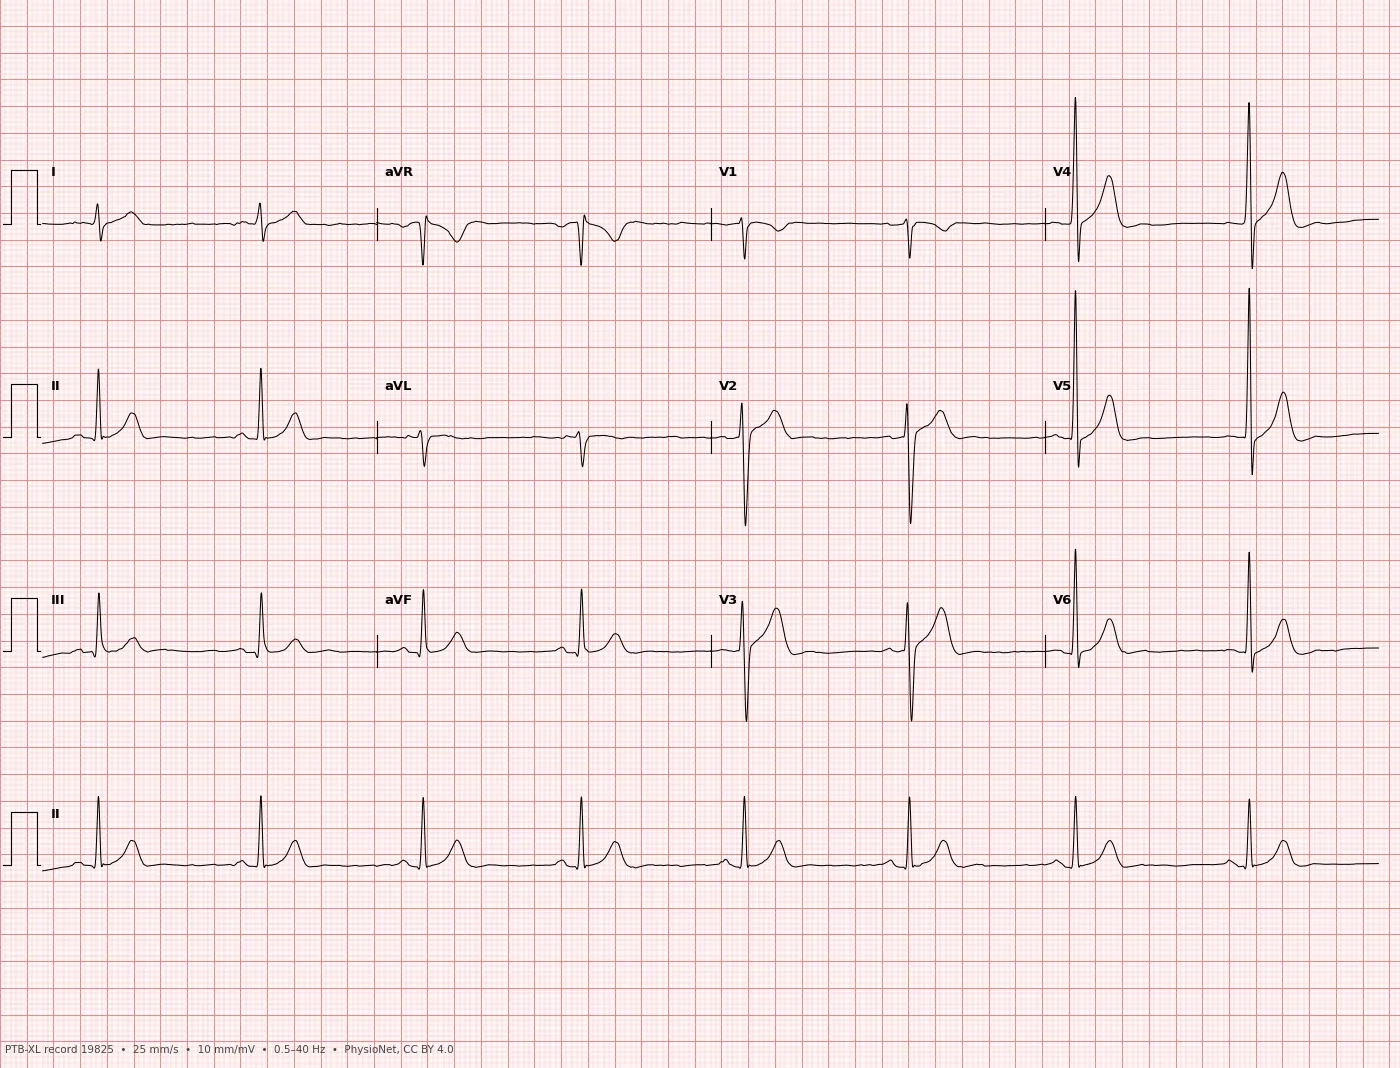 I aVR V1 V4
II aVL V2 V5
III aVF V3 V6
II
PTB-XL record 19825 • 25 mm/s • 10 mm/mV • 0.5–40 Hz • PhysioNet, CC BY 4.0